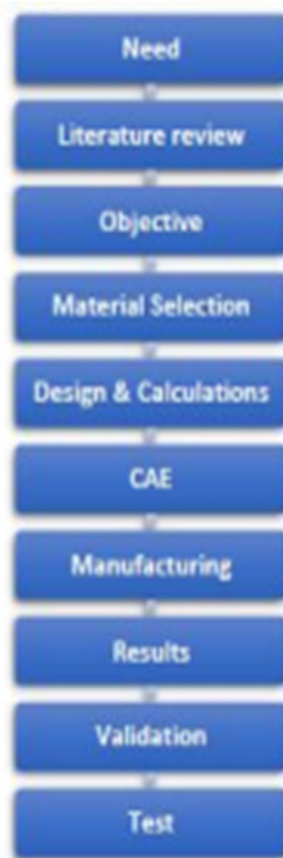 Need
Literature review
Objective
Material Selection
Design & Calculations
CAE
Manufacturing
Results
Validation
Test